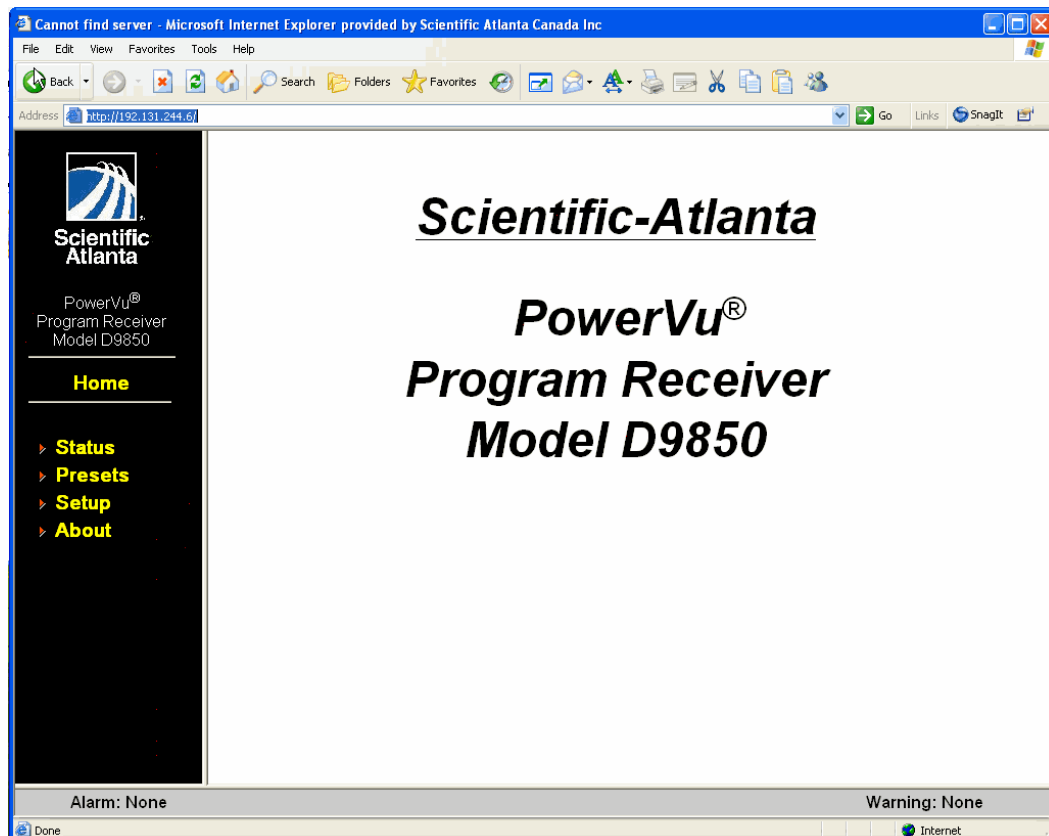 Cannot find server - Microsoft Internet Explorer provided by Scientific Atlanta Canada Inc
File Edit View Favorites Tools Help
Back Search Folders Favorites
Address http://192.131.244.6/ Go Links SnagIt
Scientific
Atlanta
PowerVu®
Program Receiver
Model D9850
Home
Status
Presets
Setup
About
Scientific-Atlanta
PowerVu®
Program Receiver
Model D9850
Alarm: None Warning: None
Done Internet